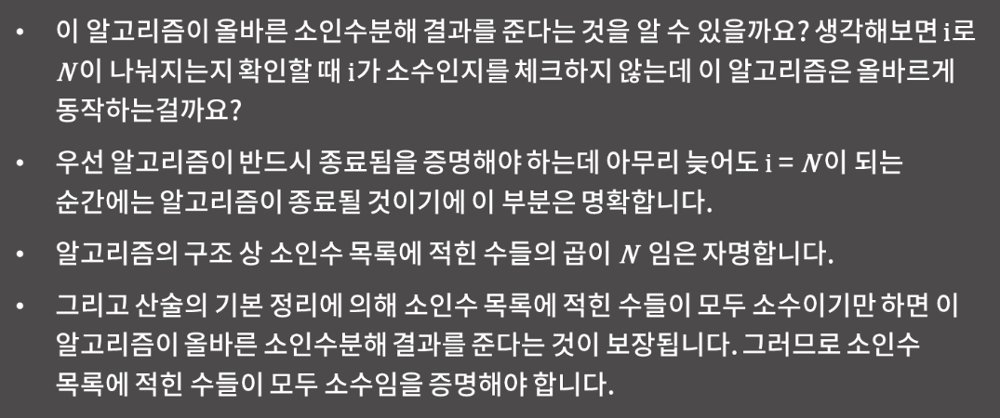 • 이 알고리즘이 올바른 소인수분해 결과를 준다는 것을 알 수 있을까요? 생각해보면 i로
N이 나눠지는지 확인할 때 i가 소수인지를 체크하지 않는데 이 알고리즘은 올바르게
동작하는걸까요?
• 우선 알고리즘이 반드시 종료됨을 증명해야 하는데 아무리 늦어도 i = N이 되는
순간에는 알고리즘이 종료될 것이기에 이 부분은 명확합니다.
• 알고리즘의 구조 상 소인수 목록에 적힌 수들의 곱이 N 임은 자명합니다.
• 그리고 산술의 기본 정리에 의해 소인수 목록에 적힌 수들이 모두 소수이기만 하면 이
알고리즘이 올바른 소인수분해 결과를 준다는 것이 보장됩니다. 그러므로 소인수
목록에 적힌 수들이 모두 소수임을 증명해야 합니다.